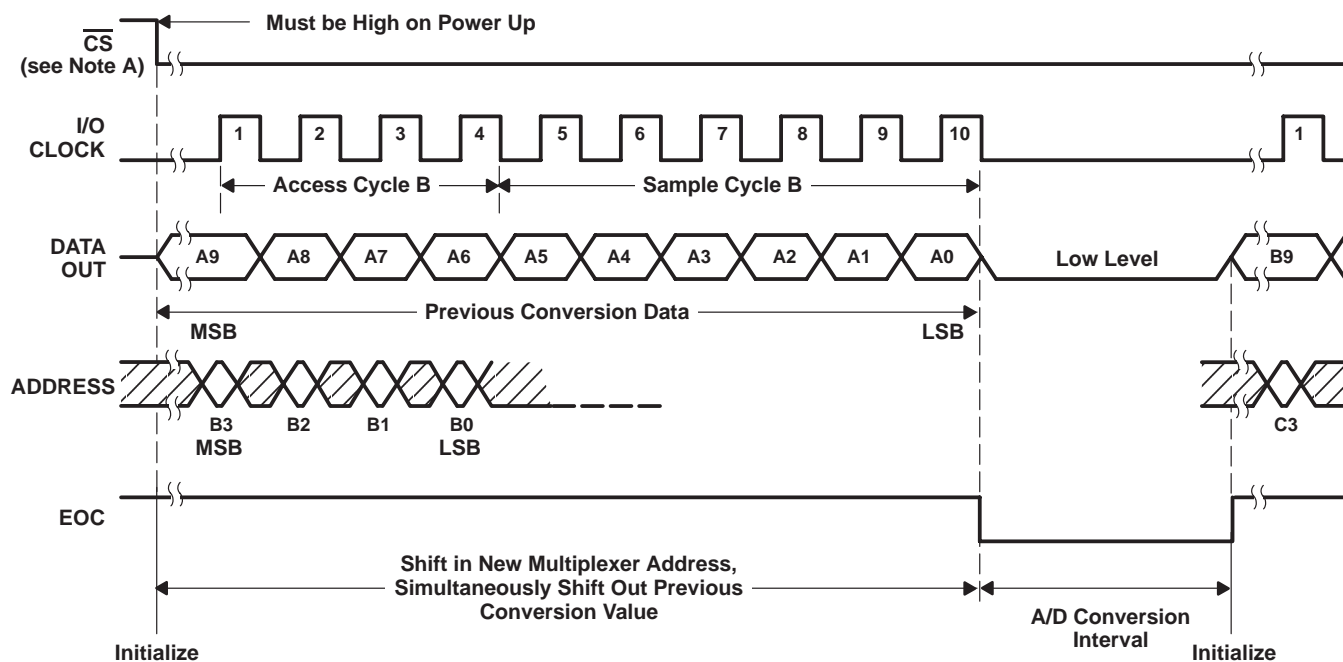 Must be High on Power Up
CS
(see Note A)
I/O
CLOCK
1 2 3 4 5 6 7 8 9 10 1
Access Cycle B Sample Cycle B
DATA
OUT
A9 A8 A7 A6 A5 A4 A3 A2 A1 A0 Low Level B9
Previous Conversion Data
MSB LSB
ADDRESS
B3 B2 B1 B0 C3
MSB LSB
EOC
Shift in New Multiplexer Address,
Simultaneously Shift Out Previous
Conversion Value
A/D Conversion
Interval
Initialize Initialize